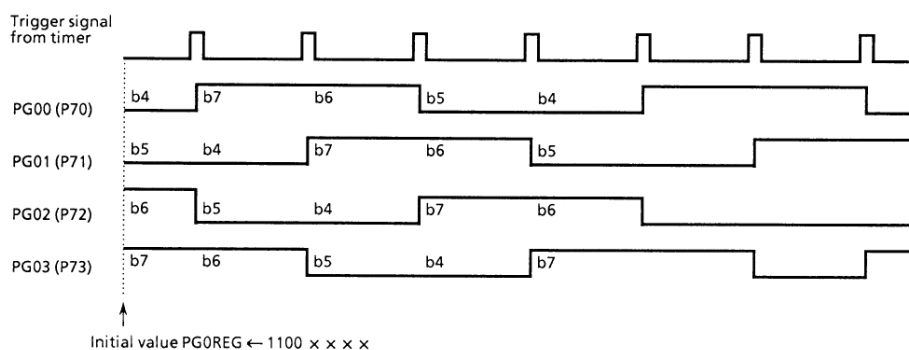 Trigger signal
from timer
PG00 (P70) b4 b7 b6 b5 b4
PG01 (P71) b5 b4 b7 b6 b5
PG02 (P72) b6 b5 b4 b7 b6
PG03 (P73) b7 b6 b5 b4 b7
Initial value PG0REG ← 1100 × × × ×